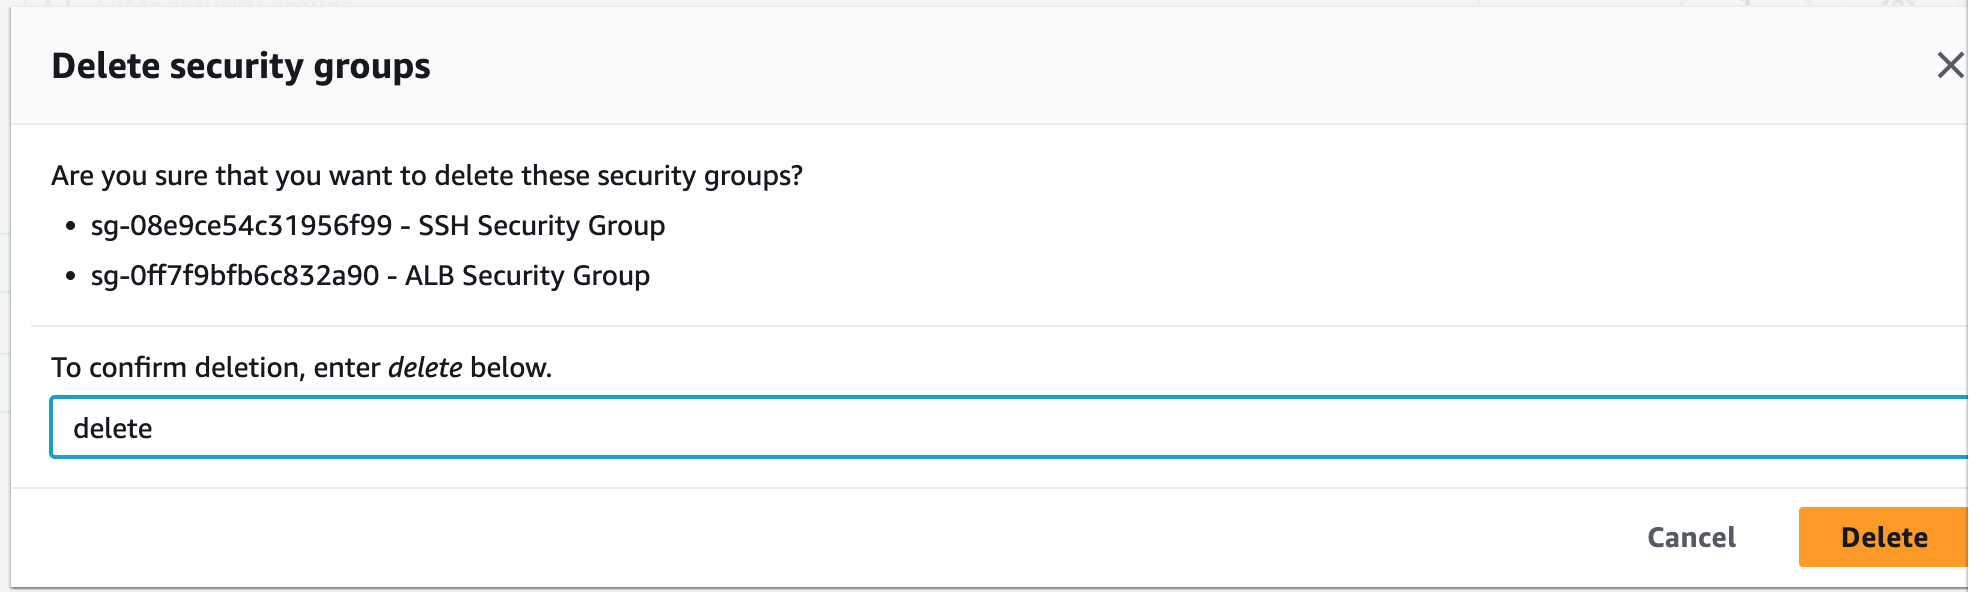 Delete security groups
Are you sure that you want to delete these security groups?
• sg-08e9ce54c31956f99 - SSH Security Group
• sg-0ff7f9bfb6c832a90 - ALB Security Group
To confirm deletion, enter delete below.
delete
Cancel
Delete